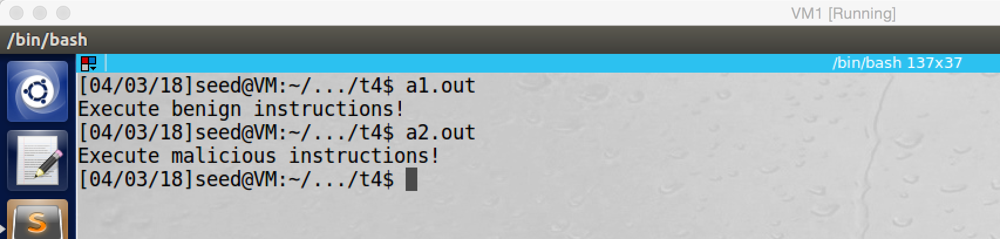 VM1 [Running]
/bin/bash
/bin/bash 137x37
[04/03/18]seed@VM:~/.../t4$ a1.out
Execute benign instructions!
[04/03/18]seed@VM:~/.../t4$ a2.out
Execute malicious instructions!
[04/03/18]seed@VM:~/.../t4$
S